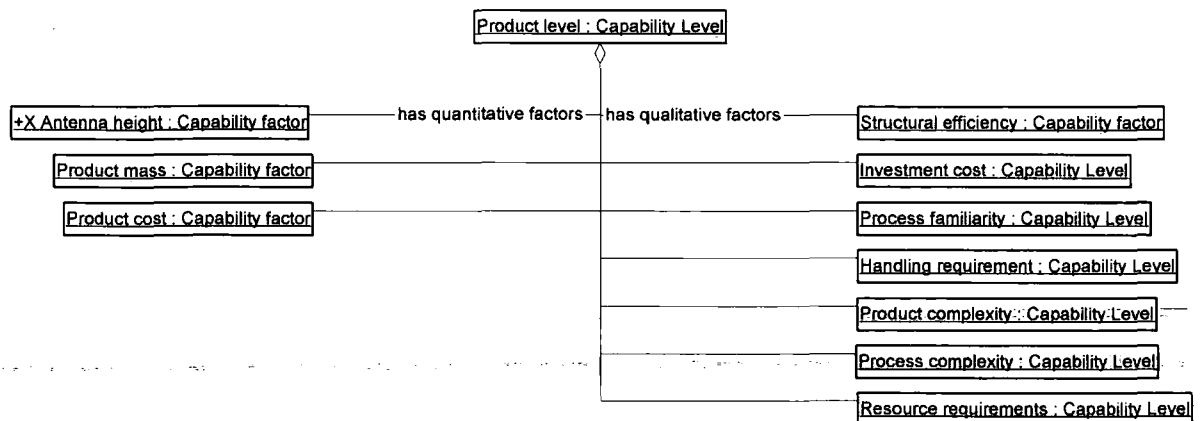 Product level : Capability Level
has quantitative factors
has qualitative factors
+X Antenna height : Capability factor
Structural efficiency : Capability factor
Product mass : Capability factor
Investment cost : Capability Level
Product cost : Capability factor
Process familiarity : Capability Level
Handling requirement : Capability Level
Product complexity : Capability Level
Process complexity : Capability Level
Resource requirements : Capability Level